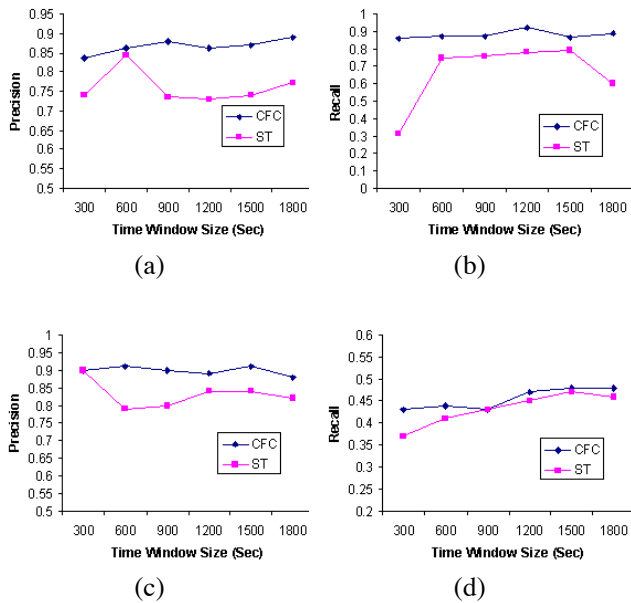 0.95
0.9
0.85
0.8
0.75
0.7
0.65
0.6
0.55
0.5
Precision
CFC
ST
300 600 900 1200 1500 1800
Time Window Size (Sec)
(a)
1
0.9
0.8
0.7
0.6
0.5
0.4
0.3
0.2
0.1
0
Recall
CFC
ST
300 600 900 1200 1500 1800
Time Window Size (Sec)
(b)
1
0.95
0.9
0.85
0.8
0.75
0.7
0.65
0.6
0.55
0.5
Precision
CFC
ST
300 600 900 1200 1500 1800
Time Window Size (Sec)
(c)
0.6
0.55
0.5
0.45
0.4
0.35
0.3
0.25
0.2
Recall
CFC
ST
300 600 900 1200 1500 1800
Time Window Size (Sec)
(d)